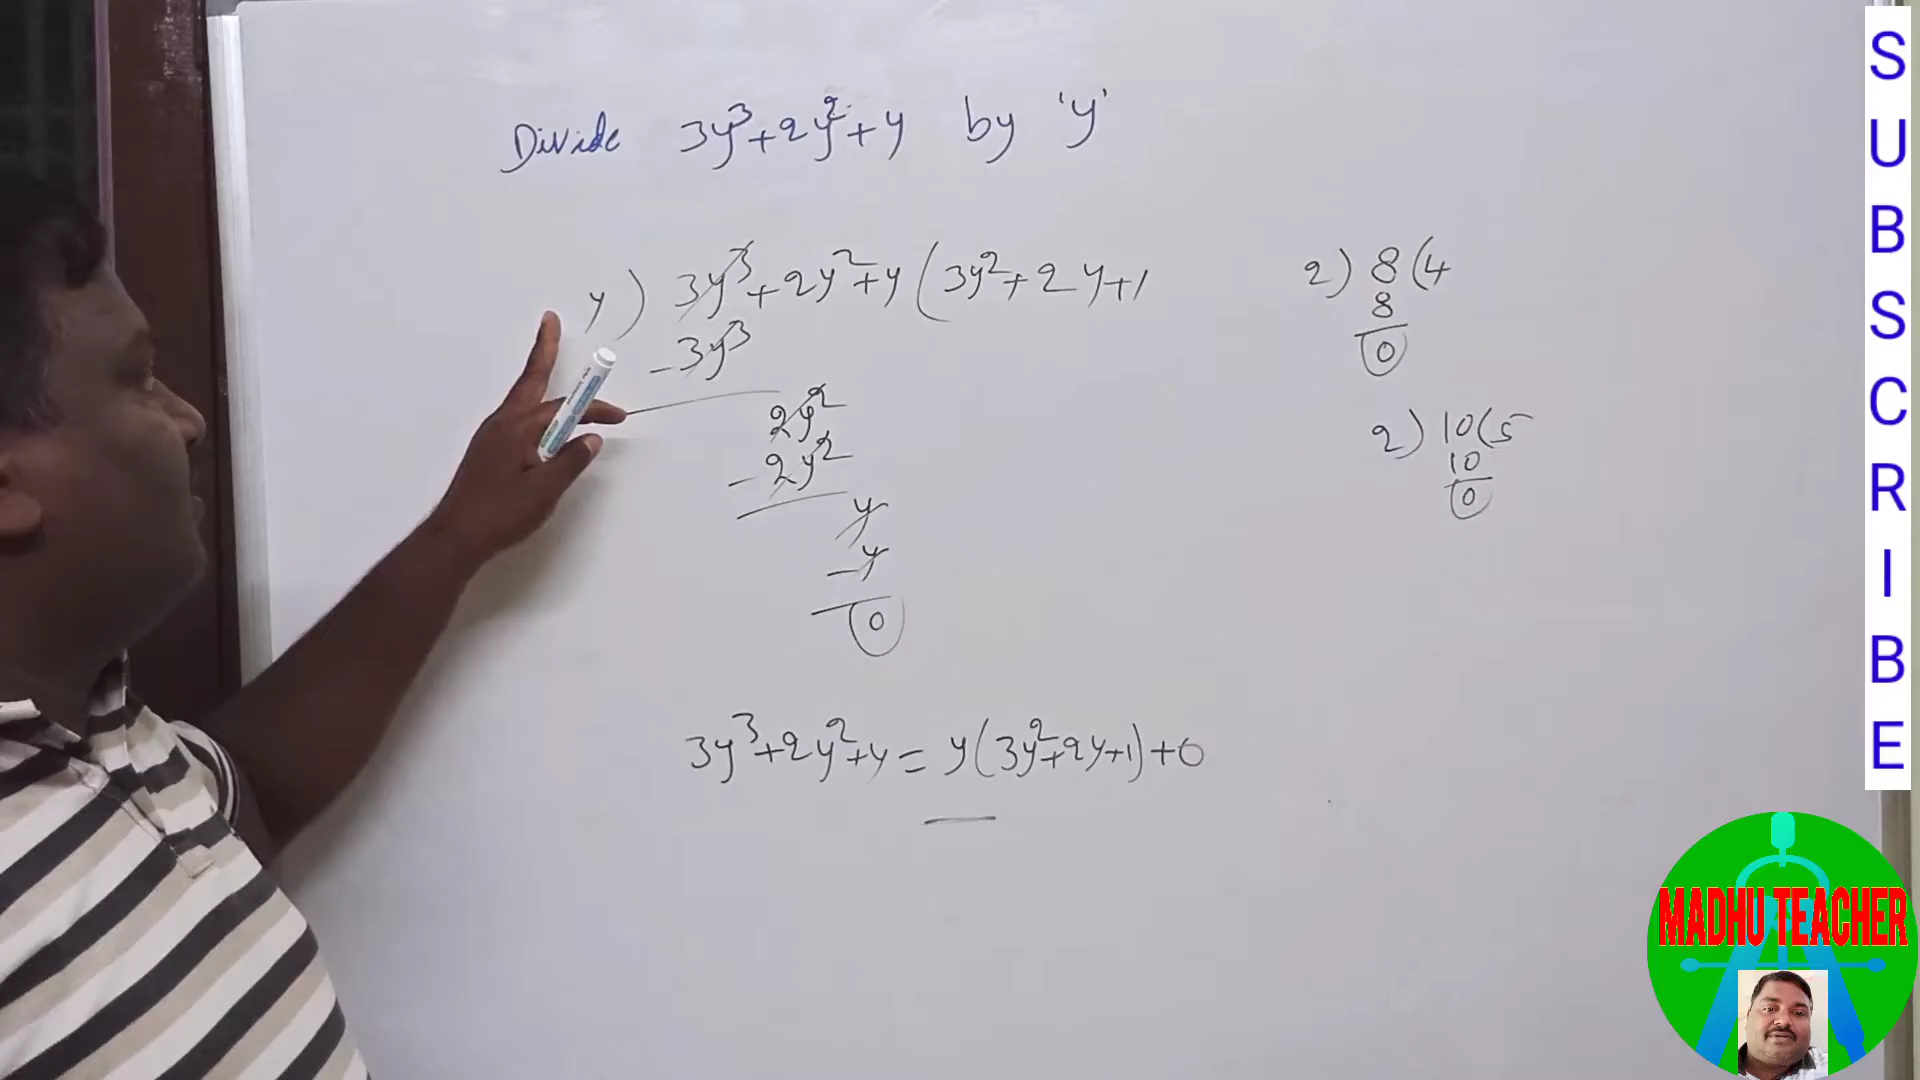 Divide 3y³+2y²+y by 'y'
y) 3y³+2y²+y (3y²+2y+1
-3y³
2y²
-2y²
y
-y
0
3y³+2y²+y = y(3y²+2y+1)+0
2) 8 (4
8
0
2) 10 (5
10
0
SUBSCRIBE
MADHU TEACHER